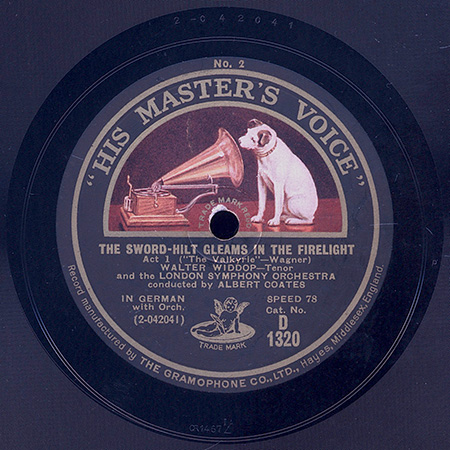 2-042041
No. 2
"HIS MASTER'S VOICE"
TRADE MARK REG
THE SWORD-HILT GLEAMS IN THE FIRELIGHT
Act 1 ("The Valkyrie"—Wagner)
WALTER WIDDOP—Tenor
and the LONDON SYMPHONY ORCHESTRA
conducted by ALBERT COATES
IN GERMAN
with Orch.
(2-042041)
SPEED 78
Cat. No.
D
1320
TRADE MARK
Record manufactured by THE GRAMOPHONE CO., LTD., Hayes, Middlesex, England.